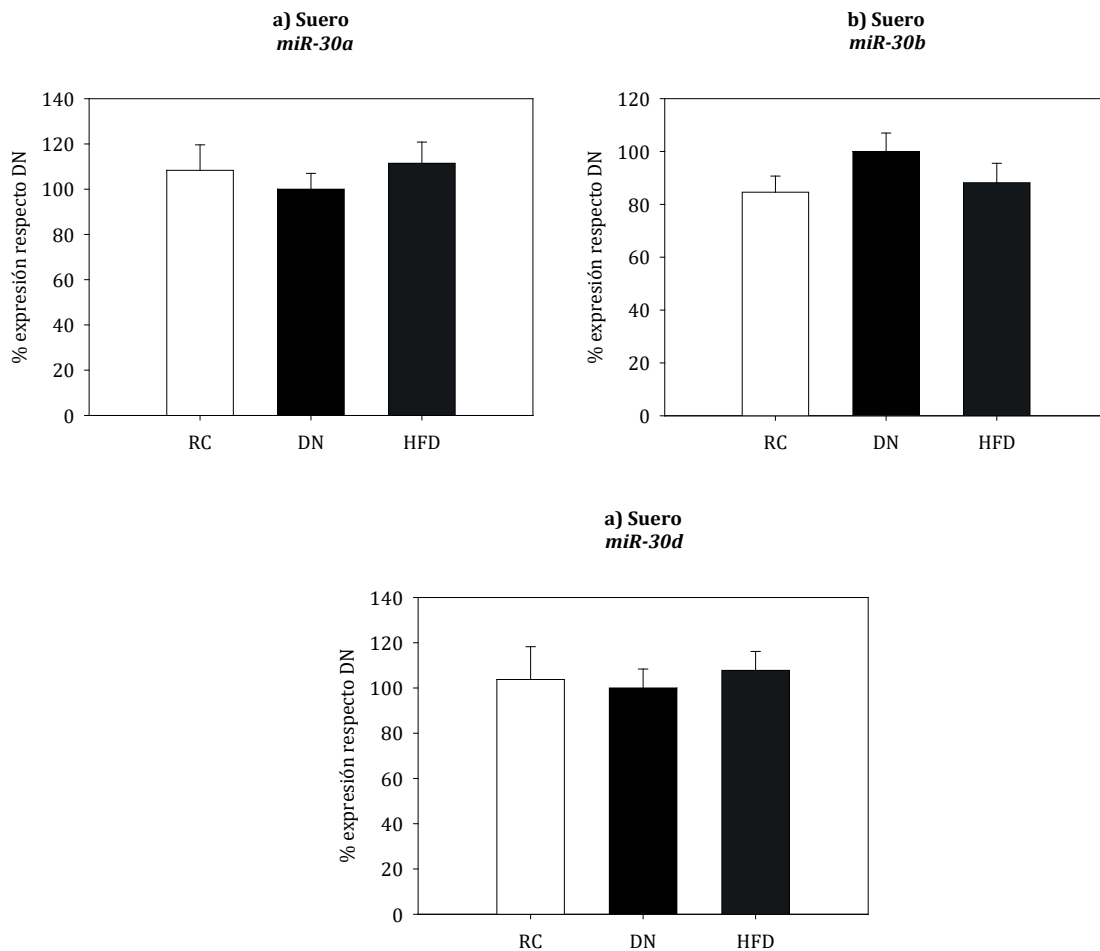 a) Suero
miR-30a
% expresión respecto DN
140
120
100
80
60
40
20
0
RC DN HFD
b) Suero
miR-30b
% expresión respecto DN
120
100
80
60
40
20
0
RC DN HFD
a) Suero
miR-30d
% expresión respecto DN
140
120
100
80
60
40
20
0
RC DN HFD